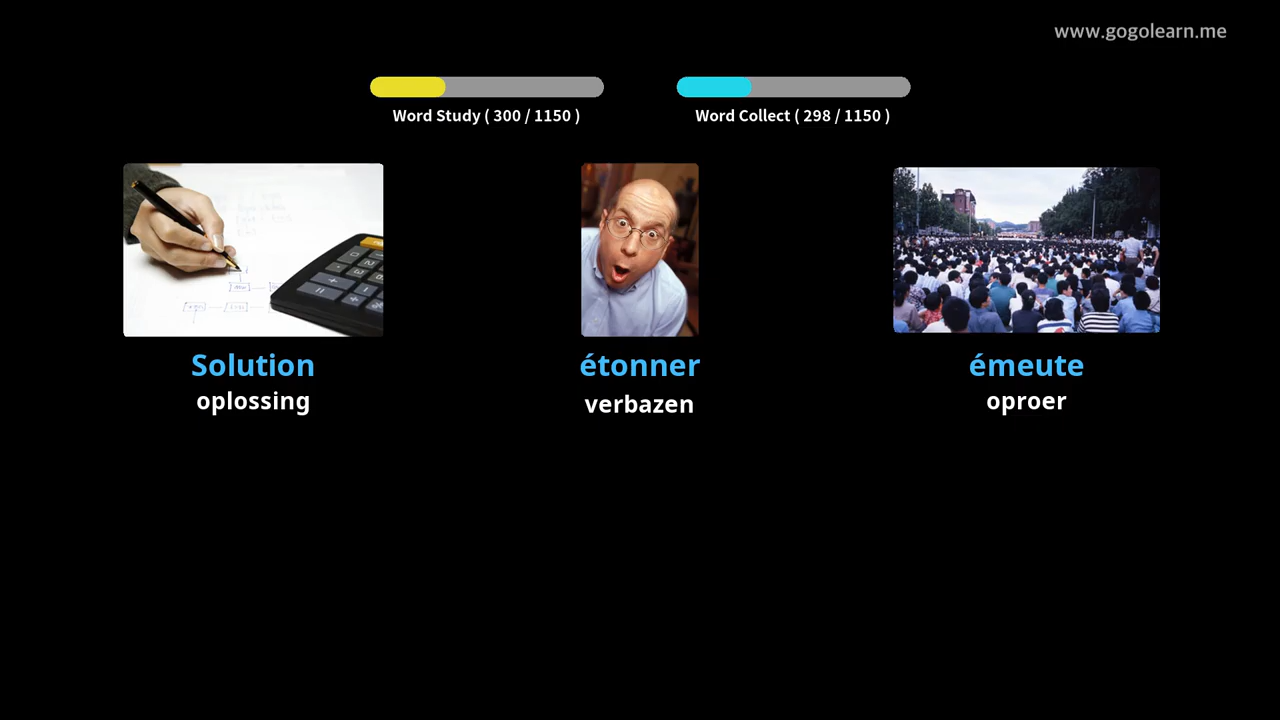 www.gogolearn.me
Word Study ( 300 / 1150 )
Word Collect ( 298 / 1150 )
Solution
oplossing
étonner
verbazen
émeute
oproer